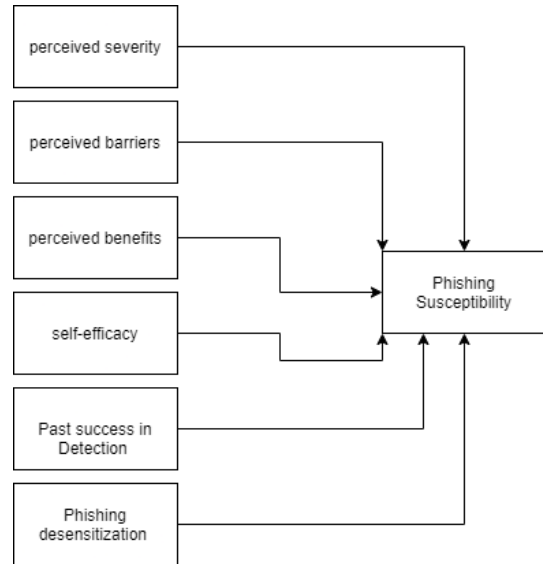 perceived severity
perceived barriers
perceived benefits
Phishing
Susceptibility
self-efficacy
Past success in
Detection
Phishing
desensitization